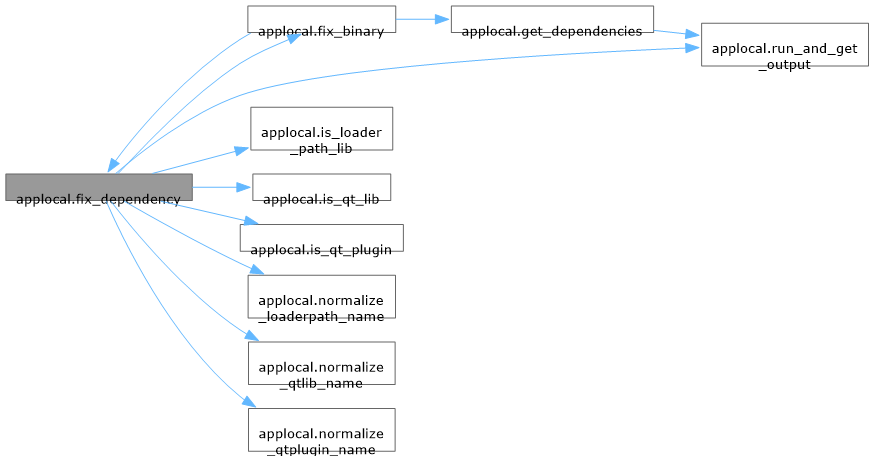 applocal.fix_dependency
applocal.fix_binary
applocal.get_dependencies
applocal.run_and_get
_output
applocal.is_loader
_path_lib
applocal.is_qt_lib
applocal.is_qt_plugin
applocal.normalize
_loaderpath_name
applocal.normalize
_qtlib_name
applocal.normalize
_qtplugin_name